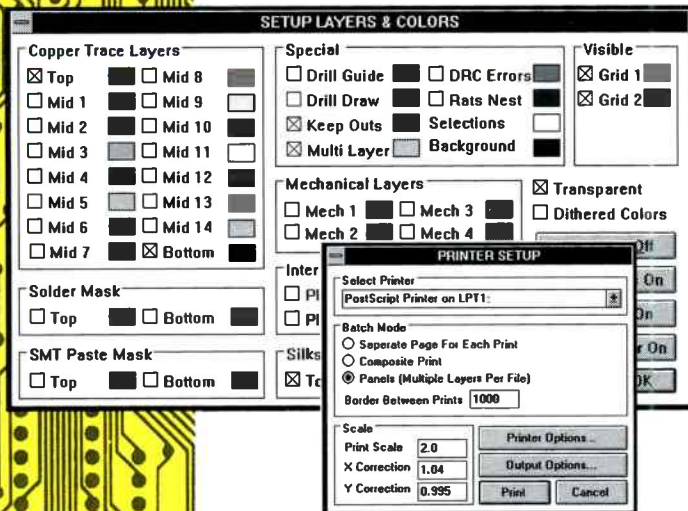 SETUP LAYERS & COLORS
Copper Trace Layers
Top
Mid 8
Mid 1
Mid 9
Mid 2
Mid 10
Mid 3
Mid 11
Mid 4
Mid 12
Mid 5
Mid 13
Mid 6
Mid 14
Mid 7
Bottom
Solder Mask
Top
Bottom
SMT Paste Mask
Top
Bottom
Special
Drill Guide
DRC Errors
Drill Draw
Rats Nest
Keep Outs
Selections
Multi Layer
Background
Mechanical Layers
Mech 1
Mech 3
Mech 2
Mech 4
Inter
Pl
Pl
Silks
To
Visible
Grid 1
Grid 2
Transparent
Dithered Colors
Off
On
On
r On
OK
PRINTER SETUP
Select Printer
PostScript Printer on LPT1:
Batch Mode
Seperate Page For Each Print
Composite Print
Panels (Multiple Layers Per File)
Border Between Prints 1000
Scale
Print Scale 2.0
X Correction 1.04
Y Correction 0.995
Printer Options...
Output Options...
Print
Cancel